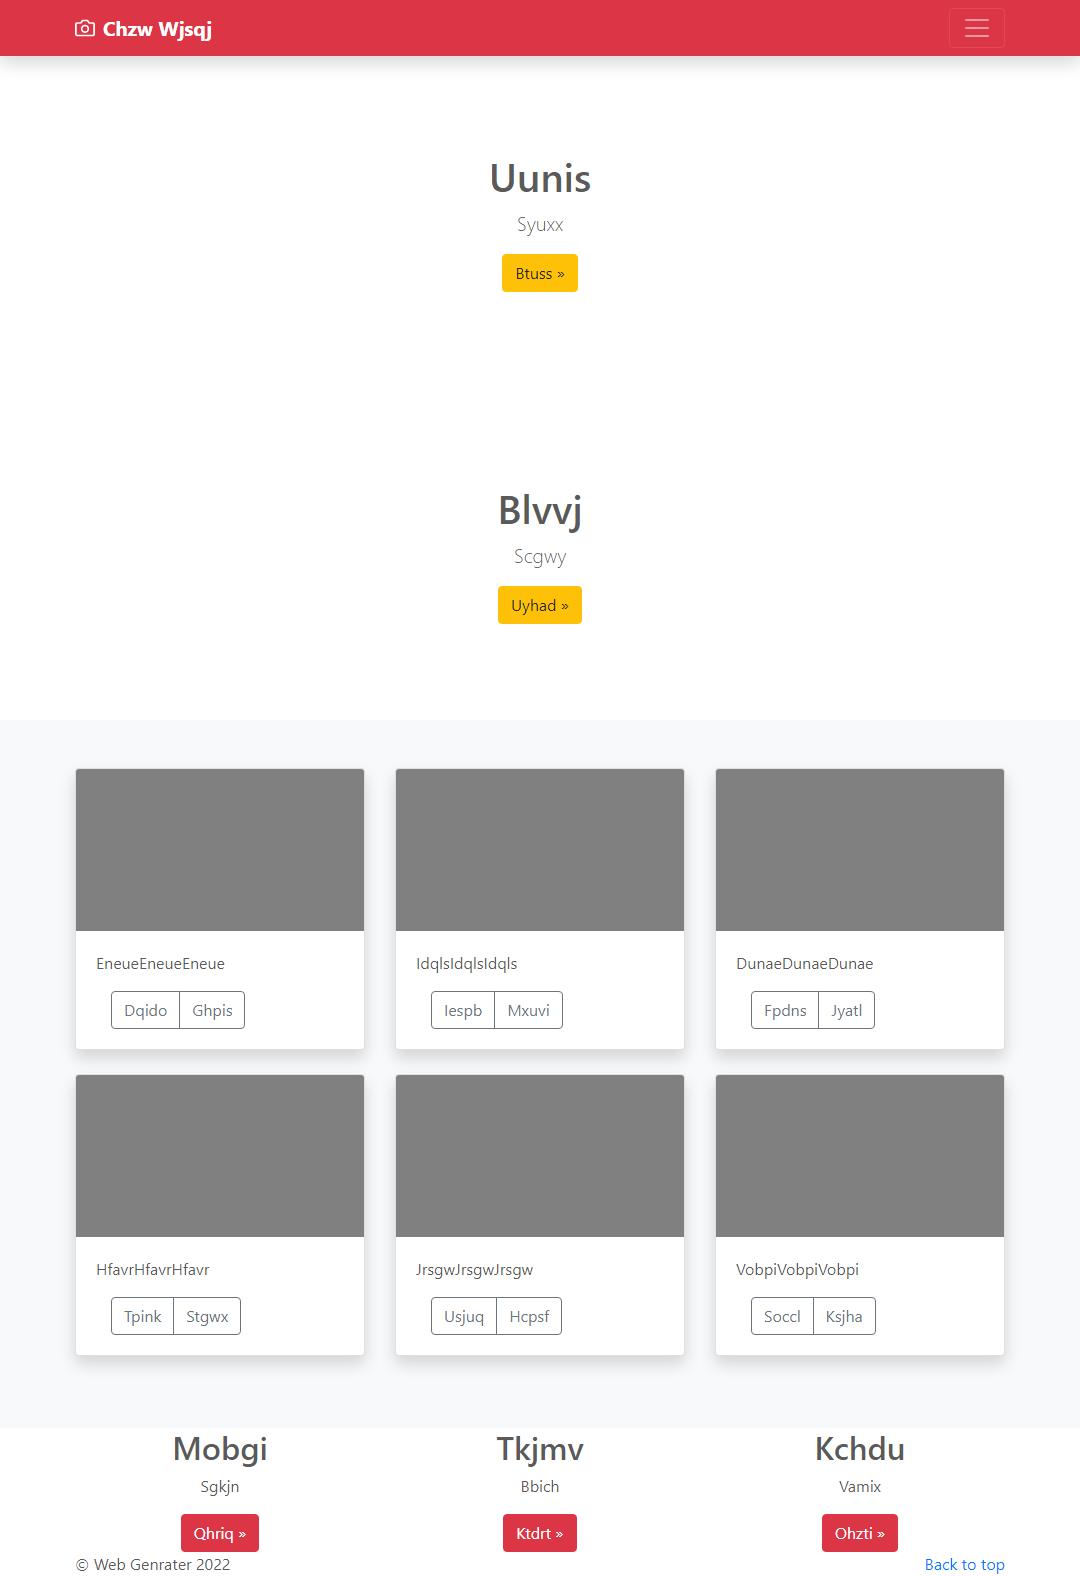 Chzw Wjsqj
Uunis
Syuxx
Btuss »
Blvvj
Scgwy
Uyhad »
EneueEneueEneue
Dqido Ghpis
IdqlsIdqlsIdqls
Iespb Mxuvi
DunaeDunaeDunae
Fpdns Jyatl
HfavrHfavrHfavr
Tpink Stgwx
JrsgwJrsgwJrsgw
Usjuq Hcpsf
VobpiVobpiVobpi
Soccl Ksjha
Mobgi
Sgkjn
Qhriq »
Tkjmv
Bbich
Ktdrt »
Kchdu
Vamix
Ohzti »
© Web Genrater 2022
Back to top